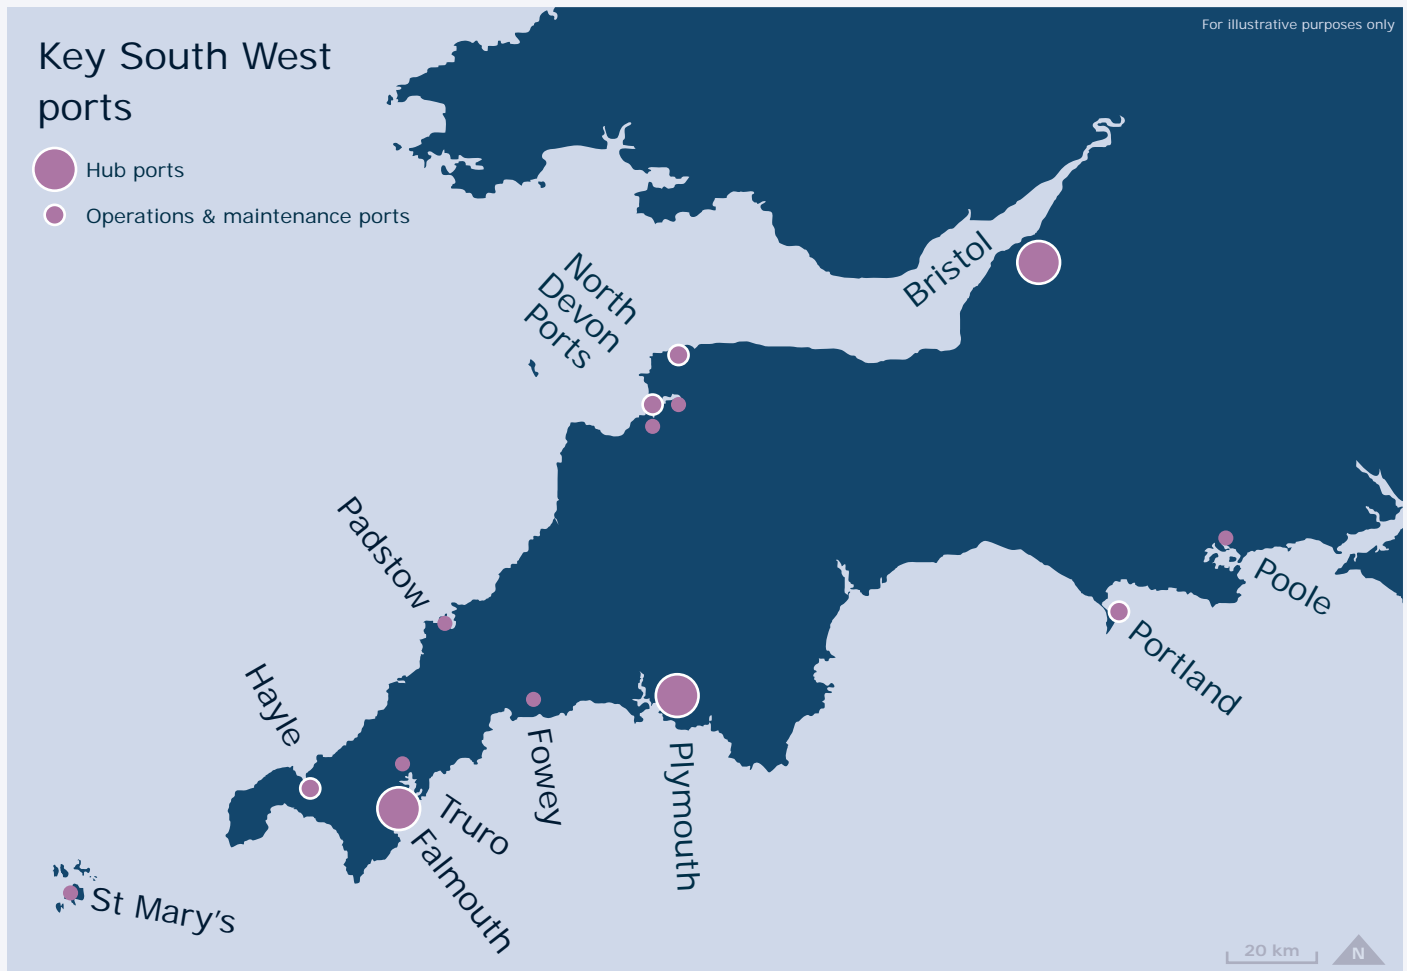 For illustrative purposes only
Key South West
ports
Hub ports
Operations & maintenance ports
Bristol
North
Devon
Ports
Padstow
Poole
Portland
Hayle
Fowey
Plymouth
Truro
Falmouth
St Mary's
20 km
N